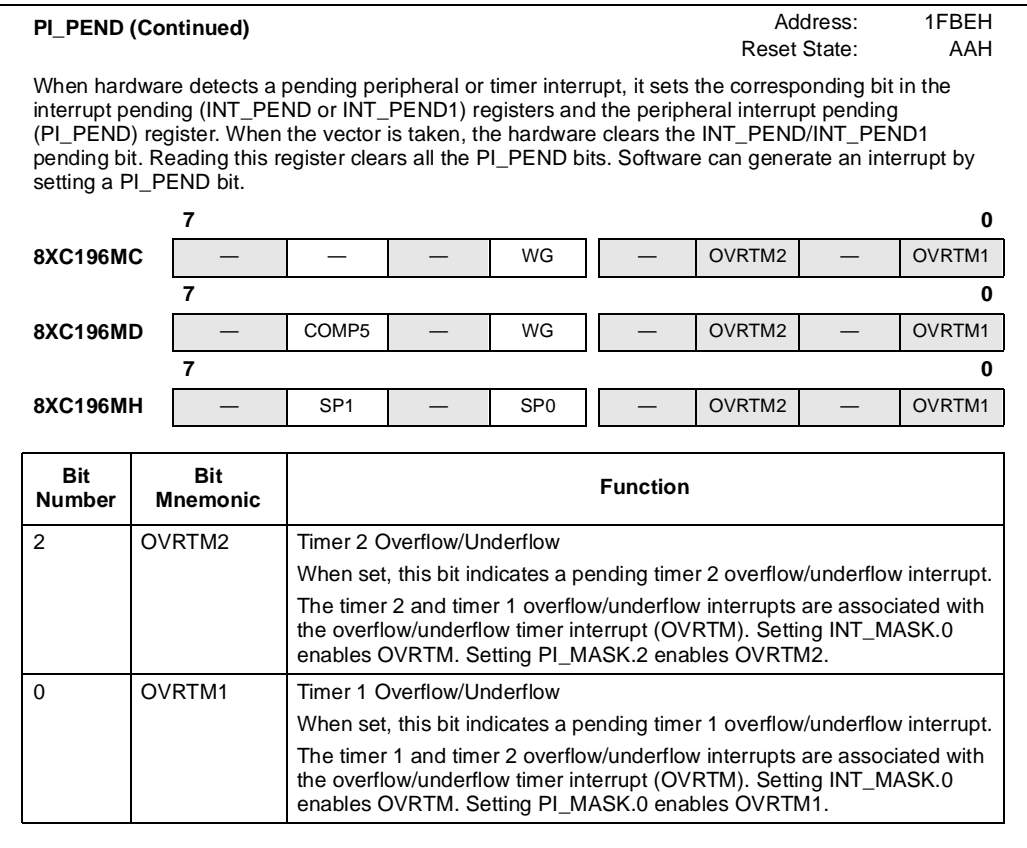 PI_PEND (Continued) Address: 1FBEH
Reset State: AAH
When hardware detects a pending peripheral or timer interrupt, it sets the corresponding bit in the
interrupt pending (INT_PEND or INT_PEND1) registers and the peripheral interrupt pending
(PI_PEND) register. When the vector is taken, the hardware clears the INT_PEND/INT_PEND1
pending bit. Reading this register clears all the PI_PEND bits. Software can generate an interrupt by
setting a PI_PEND bit.
7 0
8XC196MC — — — WG — OVRTM2 — OVRTM1
7 0
8XC196MD — COMP5 — WG — OVRTM2 — OVRTM1
7 0
8XC196MH — SP1 — SP0 — OVRTM2 — OVRTM1
Bit Number Bit Mnemonic Function
2 OVRTM2 Timer 2 Overflow/Underflow
When set, this bit indicates a pending timer 2 overflow/underflow interrupt.
The timer 2 and timer 1 overflow/underflow interrupts are associated with
the overflow/underflow timer interrupt (OVRTM). Setting INT_MASK.0
enables OVRTM. Setting PI_MASK.2 enables OVRTM2.
0 OVRTM1 Timer 1 Overflow/Underflow
When set, this bit indicates a pending timer 1 overflow/underflow interrupt.
The timer 1 and timer 2 overflow/underflow interrupts are associated with
the overflow/underflow timer interrupt (OVRTM). Setting INT_MASK.0
enables OVRTM. Setting PI_MASK.0 enables OVRTM1.